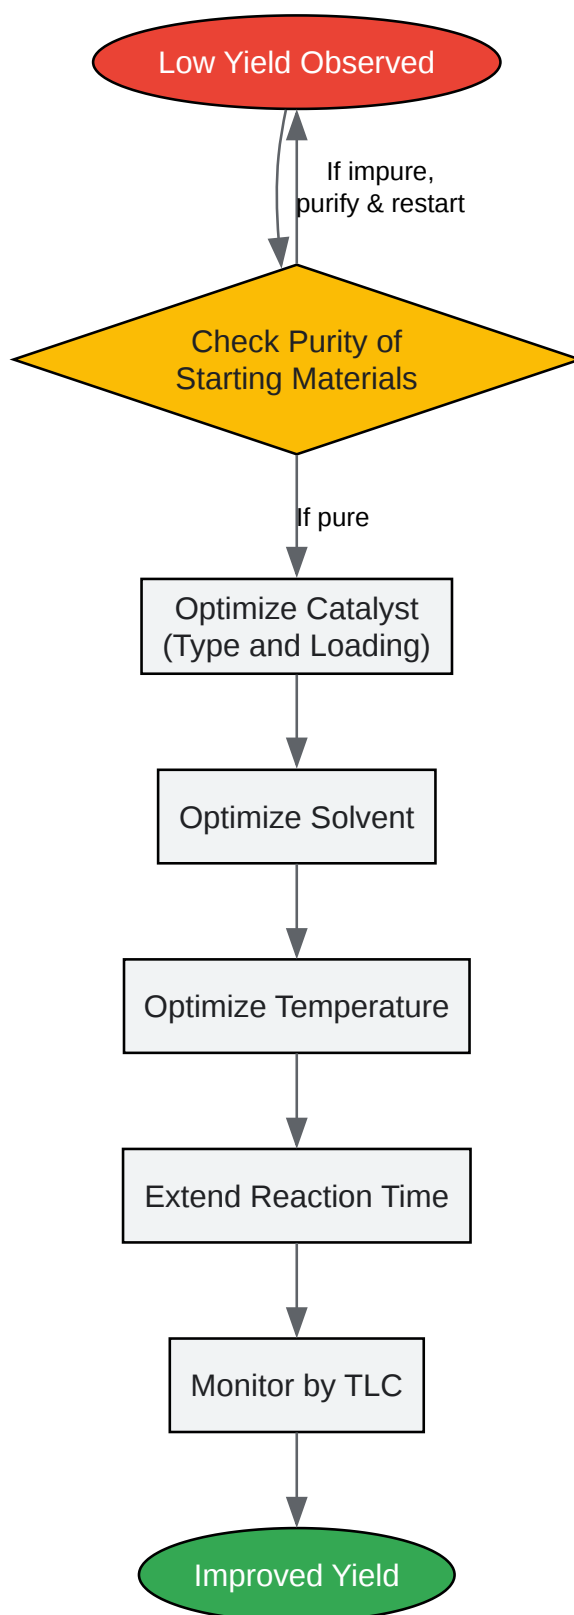 Low Yield Observed
If impure,
purify & restart
Check Purity of
Starting Materials
If pure
Optimize Catalyst
(Type and Loading)
Optimize Solvent
Optimize Temperature
Extend Reaction Time
Monitor by TLC
Improved Yield